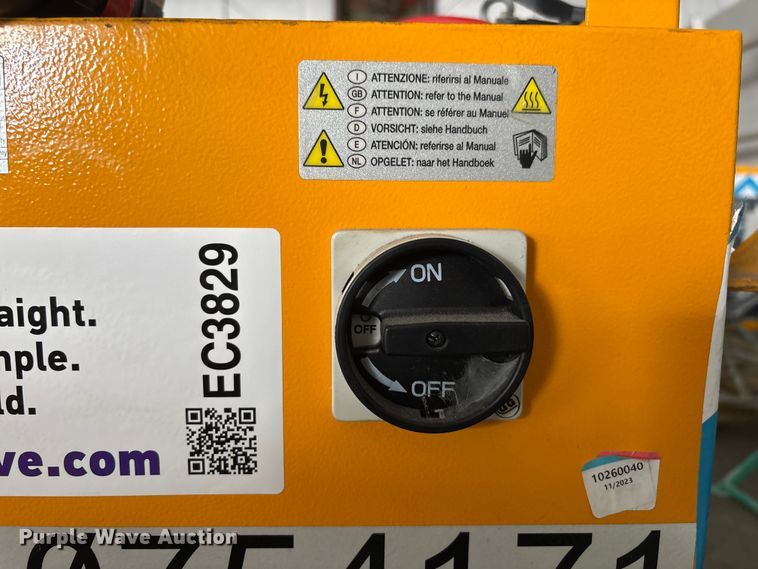 I ATTENZIONE: riferirsi al Manuale
GB ATTENTION: refer to the Manual
F ATTENTION: se référer au Manuel
D VORSICHT: siehe Handbuch
E ATENCIÓN: referirse al Manual
NL OPGELET: naar het Handboek
aight.
nple.
ld.
ve.com
EC3829
ON
O
OFF
OFF
10260040
11/2023
Purple Wave Auction